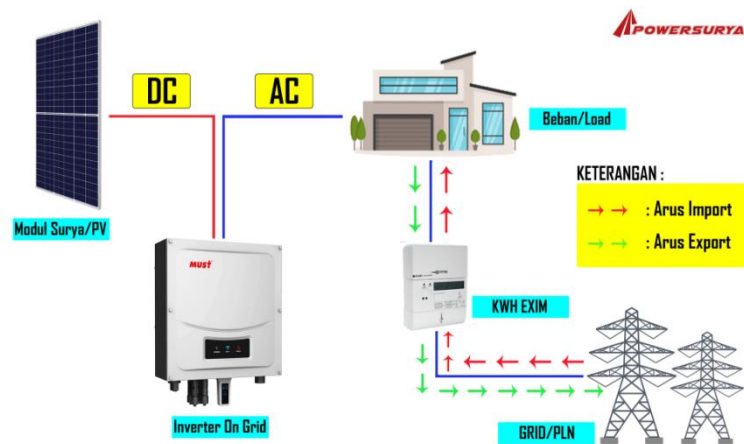 POWERSURYA
DC
AC
Beban/Load
KETERANGAN :
: Arus Import
: Arus Export
Modul Surya/PV
MUST
KWH EXIM
Inverter On Grid
GRID/PLN